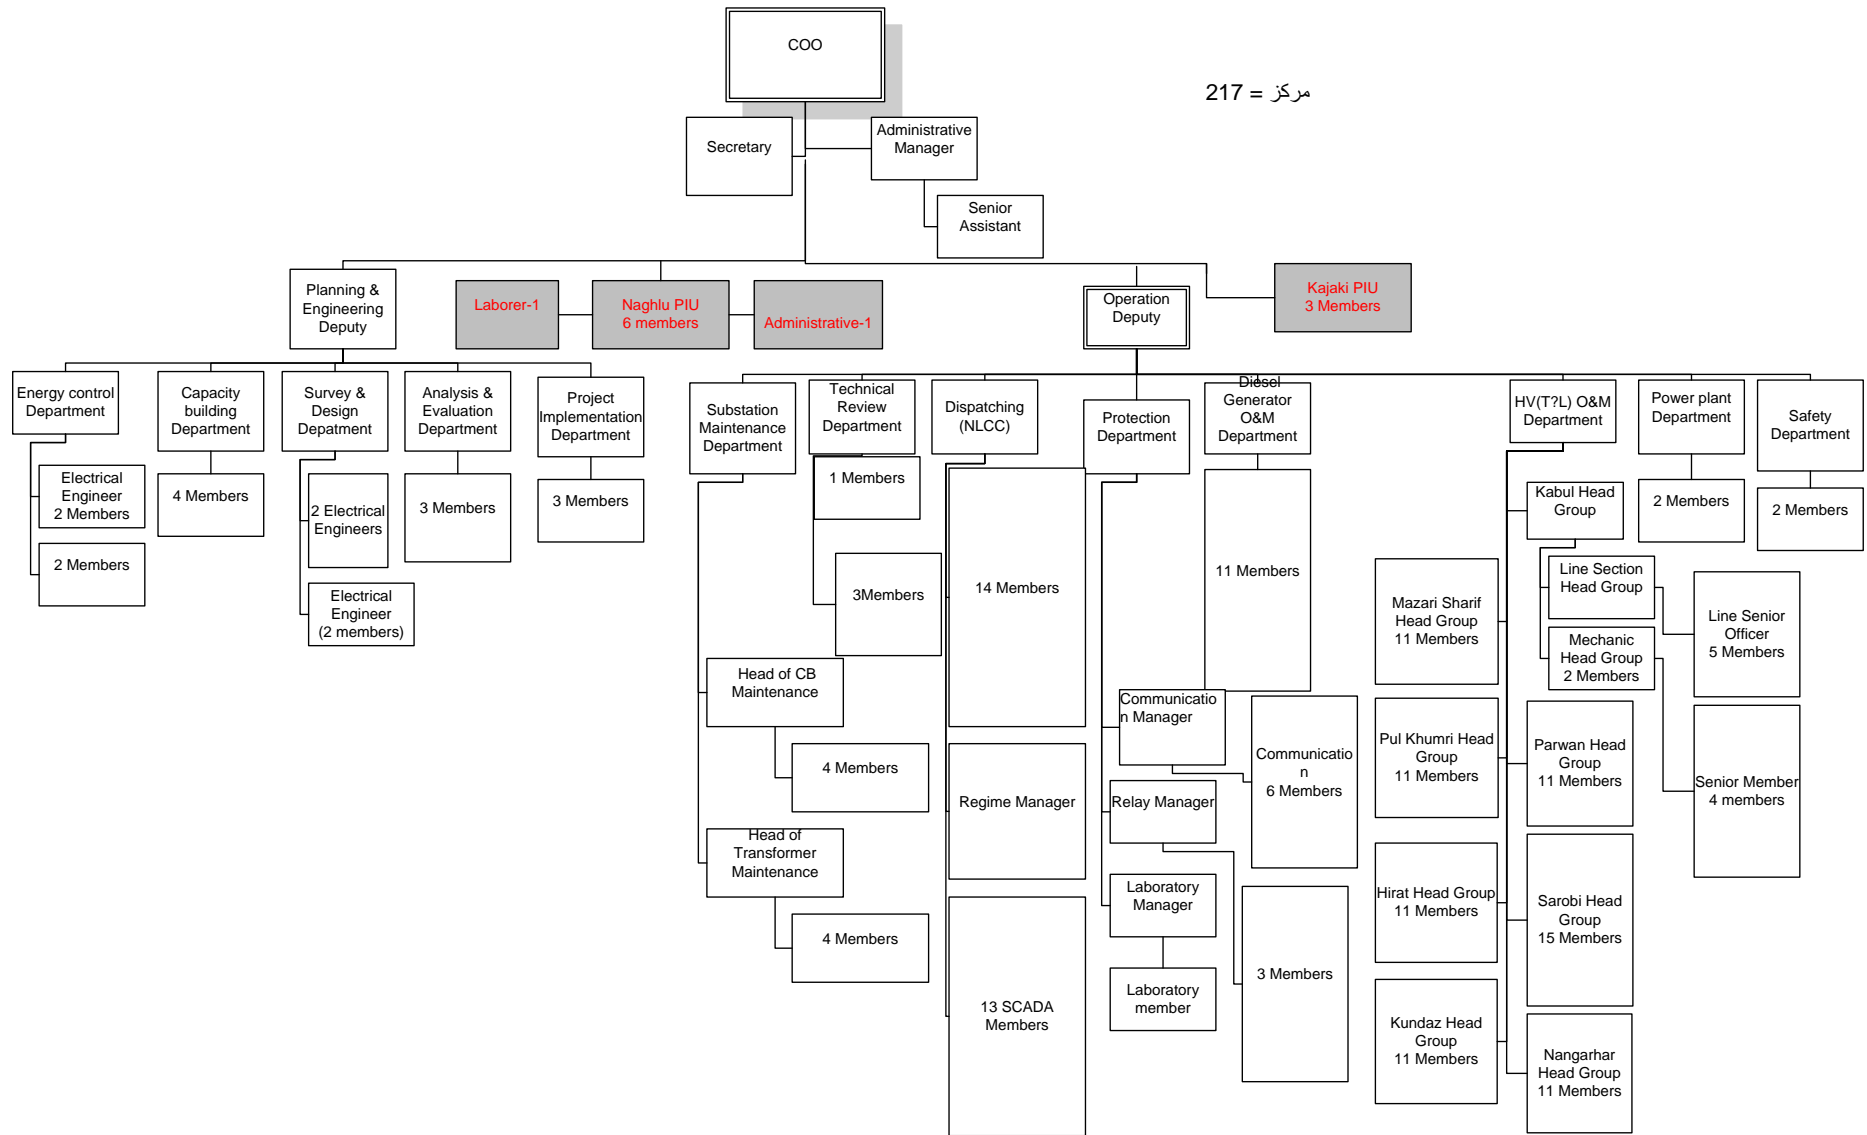 COO
مرکز = 217
Secretary
Administrative
Manager
Senior
Assistant
Planning &
Engineering
Deputy
Laborer-1
Naghlu PIU
6 members
Administrative-1
Operation
Deputy
Kajaki PIU
3 Members
Energy control
Department
Capacity
building
Department
Survey &
Design
Depatment
Analysis &
Evaluation
Department
Project
Implementation
Department
Substation
Maintenance
Department
Technical
Review
Department
Dispatching
(NLCC)
Protection
Department
Diesel
Generator
O&M
Department
HV(T?L) O&M
Department
Power plant
Department
Safety
Department
Electrical
Engineer
2 Members
2 Members
4 Members
2 Electrical
Engineers
Electrical
Engineer
(2 members)
3 Members
3 Members
Head of CB
Maintenance
4 Members
Head of
Transformer
Maintenance
4 Members
1 Members
3Members
14 Members
Regime Manager
13 SCADA
Members
Communicatio
n Manager
Communicatio
n
6 Members
Relay Manager
3 Members
Laboratory
Manager
Laboratory
member
11 Members
Kabul Head
Group
Line Section
Head Group
Line Senior
Officer
5 Members
Mechanic
Head Group
2 Members
Senior Member
4 members
Mazari Sharif
Head Group
11 Members
Pul Khumri Head
Group
11 Members
Parwan Head
Group
11 Members
Hirat Head Group
11 Members
Sarobi Head
Group
15 Members
Kundaz Head
Group
11 Members
Nangarhar
Head Group
11 Members
2 Members
2 Members